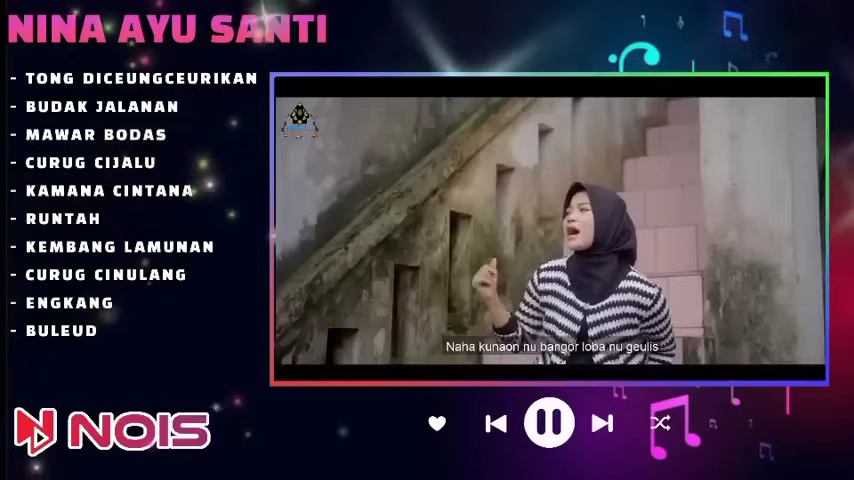 NINA AYU SANTI
- TONG DICEUNGCEURIKAN
- BUDAK JALANAN
- MAWAR BODAS
- CURUG CIJALU
- KAMANA CINTANA
- RUNTAH
- KEMBANG LAMUNAN
- CURUG CINULANG
- ENGKANG
- BULEUD
Naha kunaon nu bangor loba nu geulis
NOIS